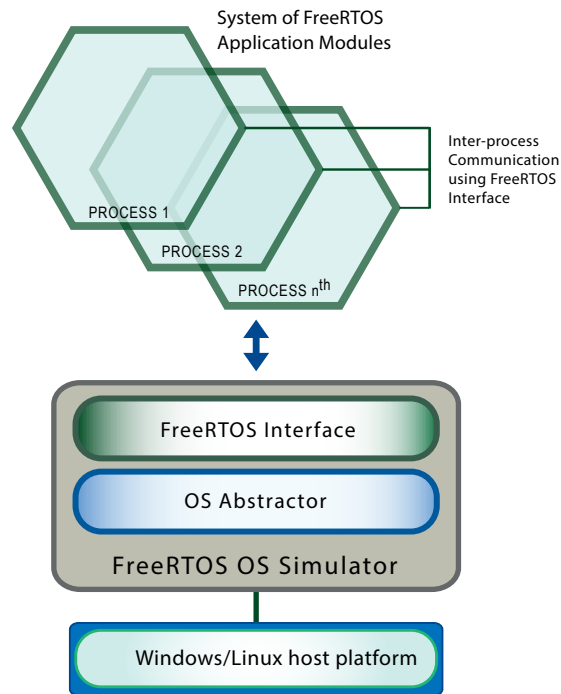 System of FreeRTOS
Application Modules
Inter-process
Communication
using FreeRTOS
Interface
PROCESS 1
PROCESS 2
PROCESS nth
FreeRTOS Interface
OS Abstractor
FreeRTOS OS Simulator
Windows/Linux host platform